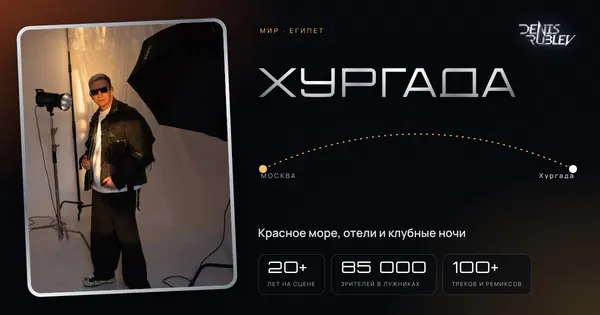 МИР · ЕГИПЕТ
DENIS
RUBLEV
ХУРГАДА
МОСКВА
Хургада
Красное море, отели и клубные ночи
20+
ЛЕТ НА СЦЕНЕ
85 000
ЗРИТЕЛЕЙ В ЛУЖНИКАХ
100+
ТРЕКОВ И РЕМИКСОВ